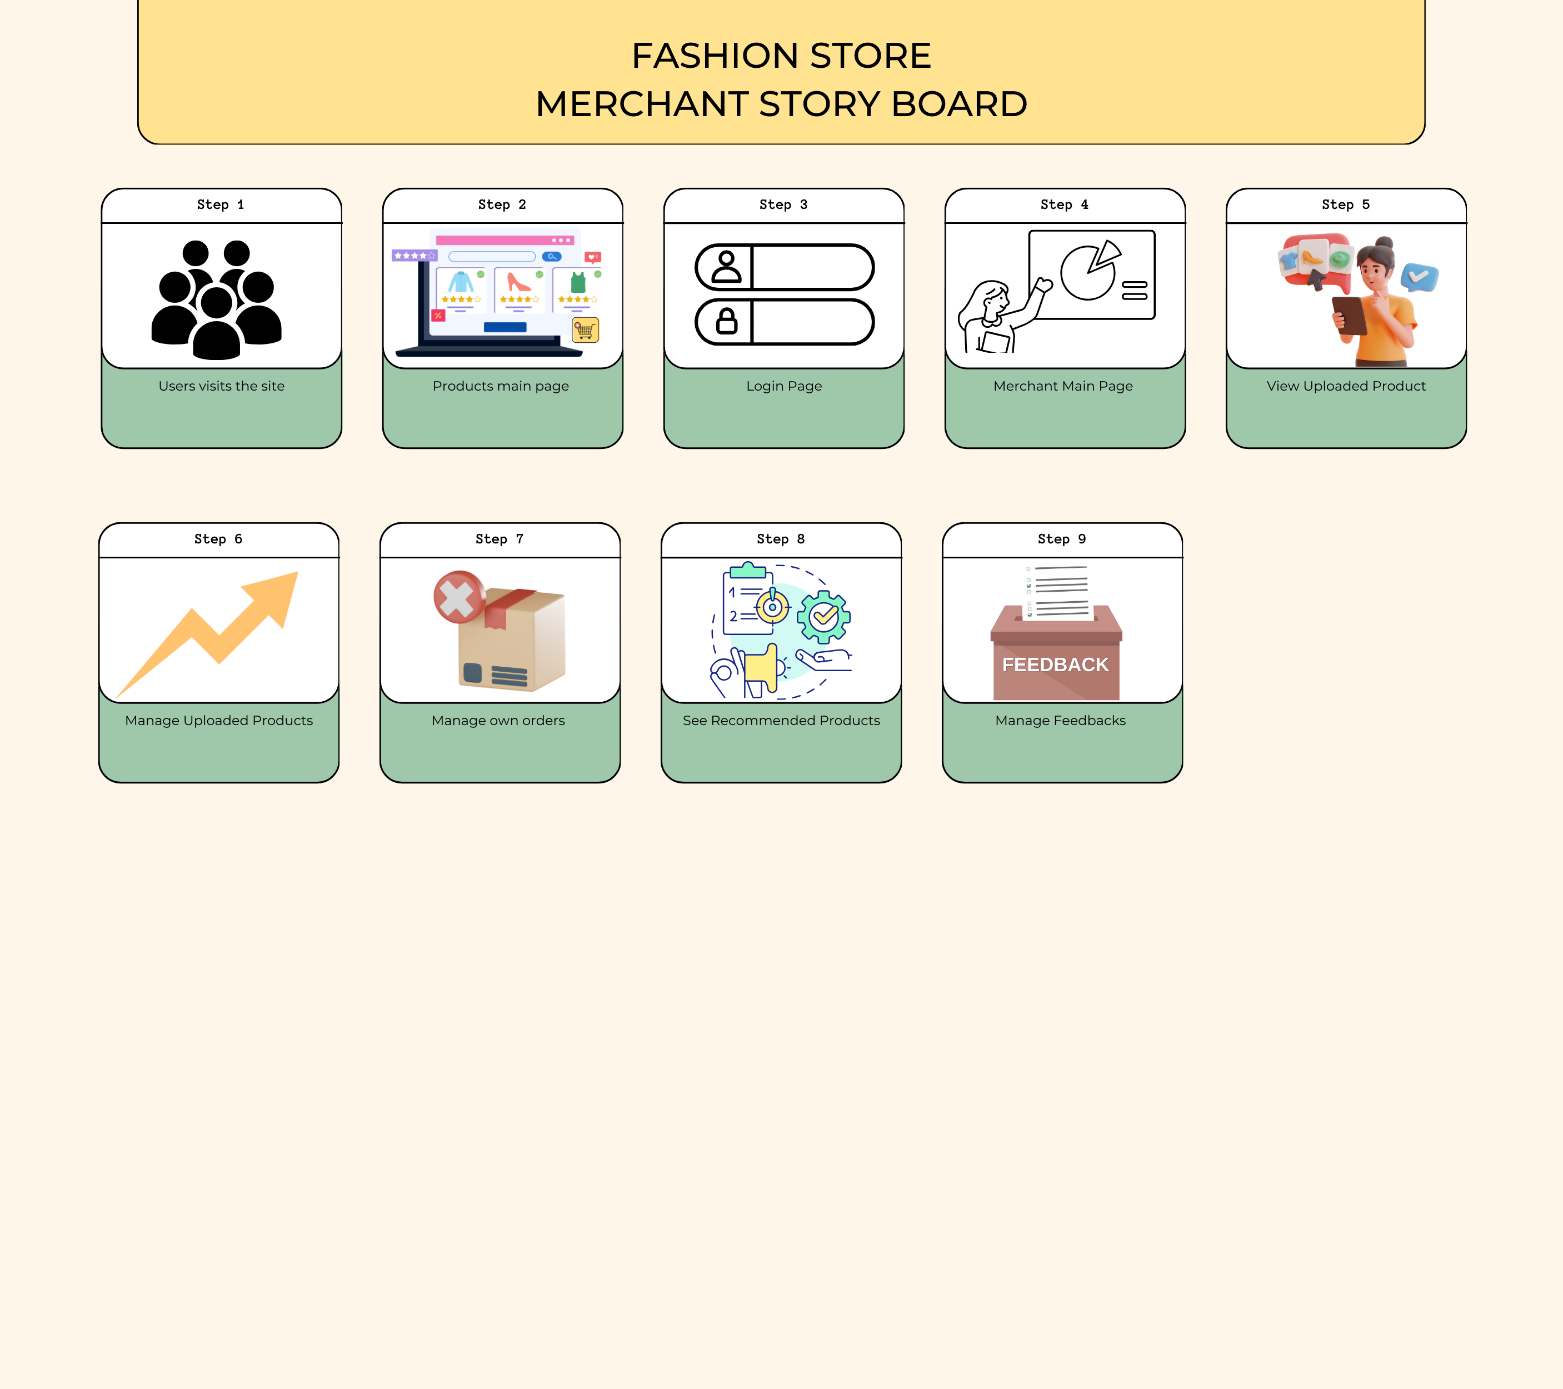 FASHION STORE
MERCHANT STORY BOARD
Step 1
Users visits the site
Step 2
Products main page
Step 3
Login Page
Step 4
Merchant Main Page
Step 5
View Uploaded Product
Step 6
Manage Uploaded Products
Step 7
Manage own orders
Step 8
1
2
See Recommended Products
Step 9
FEEDBACK
Manage Feedbacks